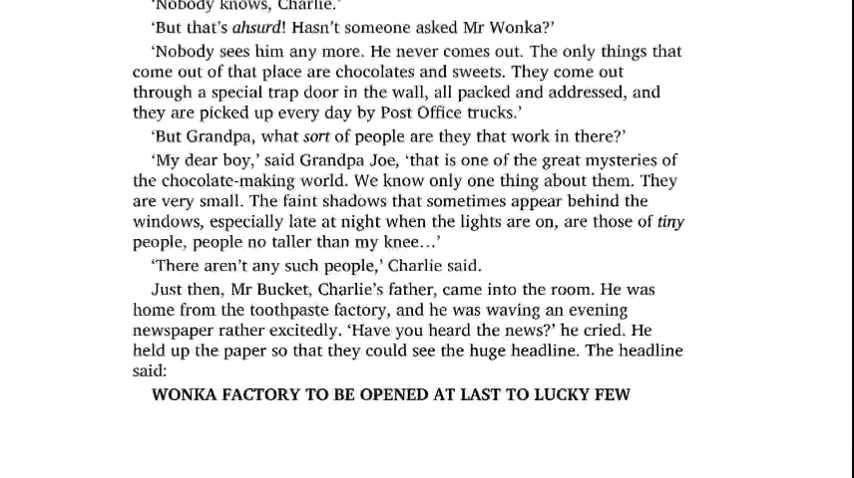 'Nobody knows, Charlie.'
‘But that’s ahsurd! Hasn’t someone asked Mr Wonka?’
‘Nobody sees him any more. He never comes out. The only things that
come out of that place are chocolates and sweets. They come out
through a special trap door in the wall, all packed and addressed, and
they are picked up every day by Post Office trucks.’
‘But Grandpa, what sort of people are they that work in there?’
‘My dear boy,’ said Grandpa Joe, ‘that is one of the great mysteries of
the chocolate-making world. We know only one thing about them. They
are very small. The faint shadows that sometimes appear behind the
windows, especially late at night when the lights are on, are those of tiny
people, people no taller than my knee…’
‘There aren’t any such people,’ Charlie said.
Just then, Mr Bucket, Charlie’s father, came into the room. He was
home from the toothpaste factory, and he was waving an evening
newspaper rather excitedly. ‘Have you heard the news?’ he cried. He
held up the paper so that they could see the huge headline. The headline
said:
WONKA FACTORY TO BE OPENED AT LAST TO LUCKY FEW